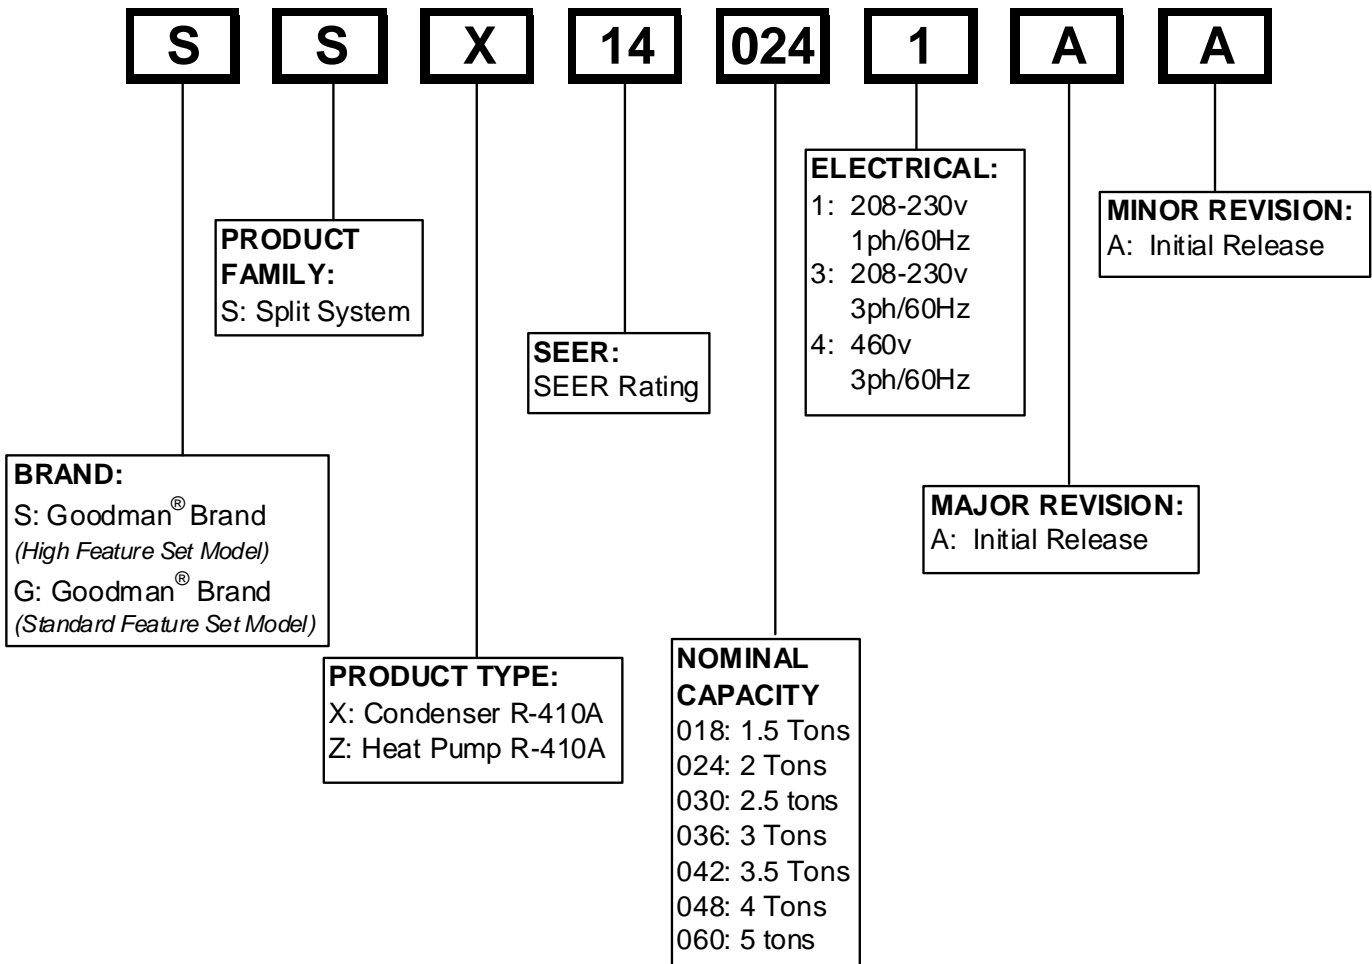 S S X 14 024 1 A A
BRAND:
S: Goodman® Brand
(High Feature Set Model)
G: Goodman® Brand
(Standard Feature Set Model)
PRODUCT
FAMILY:
S: Split System
PRODUCT TYPE:
X: Condenser R-410A
Z: Heat Pump R-410A
SEER:
SEER Rating
NOMINAL
CAPACITY
018: 1.5 Tons
024: 2 Tons
030: 2.5 tons
036: 3 Tons
042: 3.5 Tons
048: 4 Tons
060: 5 tons
ELECTRICAL:
1: 208-230v
1ph/60Hz
3: 208-230v
3ph/60Hz
4: 460v
3ph/60Hz
MAJOR REVISION:
A: Initial Release
MINOR REVISION:
A: Initial Release